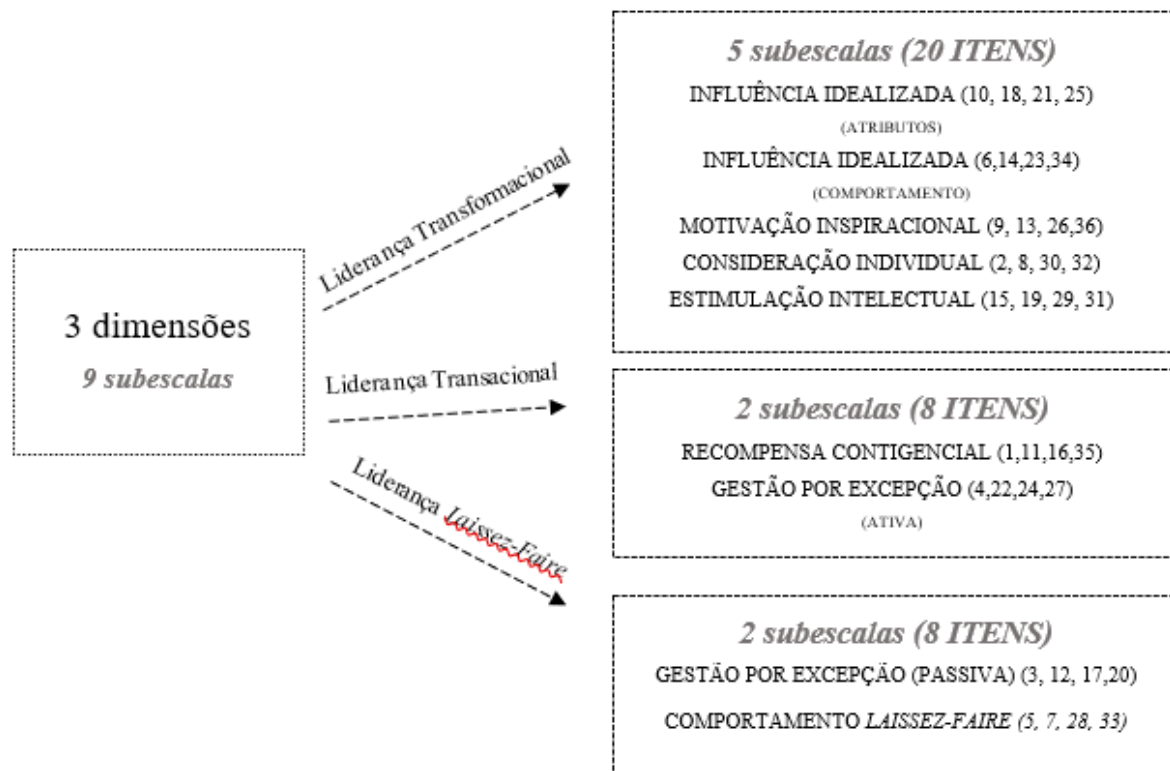 3 dimensões
9 subescalas
Liderança Transformacional
Liderança Transacional
Liderança Laissez-Faire
5 subescalas (20 ITENS)
INFLUÊNCIA IDEALIZADA (10, 18, 21, 25)
(ATRIBUTOS)
INFLUÊNCIA IDEALIZADA (6,14,23,34)
(COMPORTAMENTO)
MOTIVAÇÃO INSPIRACIONAL (9, 13, 26,36)
CONSIDERAÇÃO INDIVIDUAL (2, 8, 30, 32)
ESTIMULAÇÃO INTELECTUAL (15, 19, 29, 31)
2 subescalas (8 ITENS)
RECOMPENSA CONTIGENCIAL (1,11,16,35)
GESTÃO POR EXCEPÇÃO (4,22,24,27)
(ATIVA)
2 subescalas (8 ITENS)
GESTÃO POR EXCEPÇÃO (PASSIVA) (3, 12, 17,20)
COMPORTAMENTO LAISSEZ-FAIRE (5, 7, 28, 33)